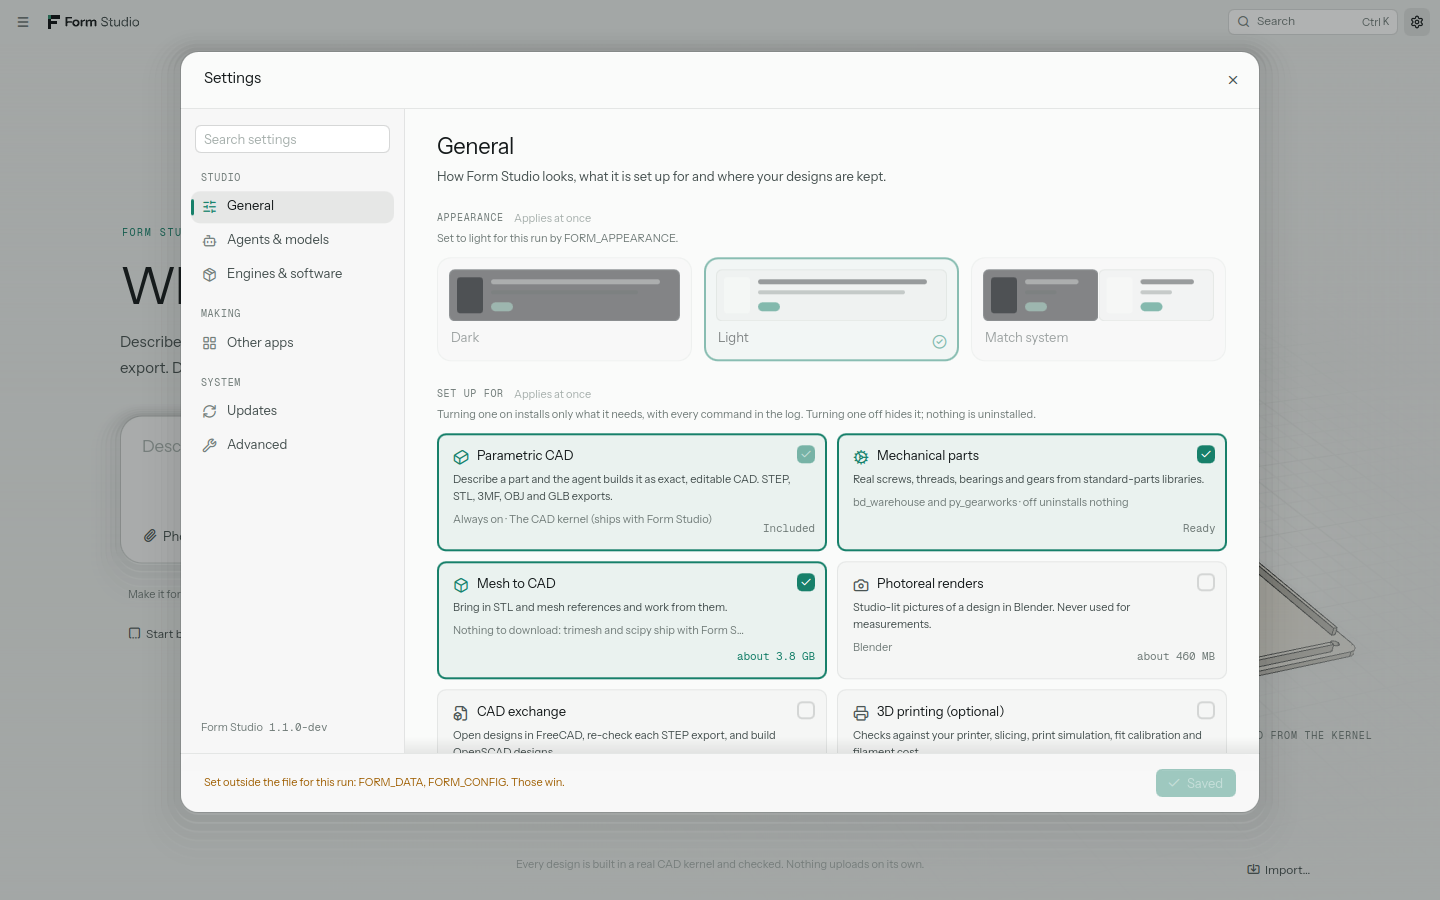 Form Studio
Search Ctrl K
Settings
Search settings
STUDIO
General
Agents & models
Engines & software
MAKING
Other apps
SYSTEM
Updates
Advanced
Form Studio 1.1.0-dev
General
How Form Studio looks, what it is set up for and where your designs are kept.
APPEARANCE Applies at once
Set to light for this run by FORM_APPEARANCE.
Dark
Light
Match system
SET UP FOR Applies at once
Turning one on installs only what it needs, with every command in the log. Turning one off hides it; nothing is uninstalled.
Parametric CAD
Describe a part and the agent builds it as exact, editable CAD. STEP,
STL, 3MF, OBJ and GLB exports.
Always on · The CAD kernel (ships with Form Studio)
Included
Mechanical parts
Real screws, threads, bearings and gears from standard-parts libraries.
bd_warehouse and py_gearworks · off uninstalls nothing
Ready
Mesh to CAD
Bring in STL and mesh references and work from them.
Nothing to download: trimesh and scipy ship with Form S…
about 3.8 GB
Photoreal renders
Studio-lit pictures of a design in Blender. Never used for
measurements.
Blender
about 460 MB
CAD exchange
Open designs in FreeCAD, re-check each STEP export, and build
OpenSCAD designs.
3D printing (optional)
Checks against your printer, slicing, print simulation, fit calibration and
filament cost.
Set outside the file for this run: FORM_DATA, FORM_CONFIG. Those win.
Saved
FORM STU
Describe
export. D
Desc
Pho
Make it for
Start b
FROM THE KERNEL
Every design is built in a real CAD kernel and checked. Nothing uploads on its own.
Import…